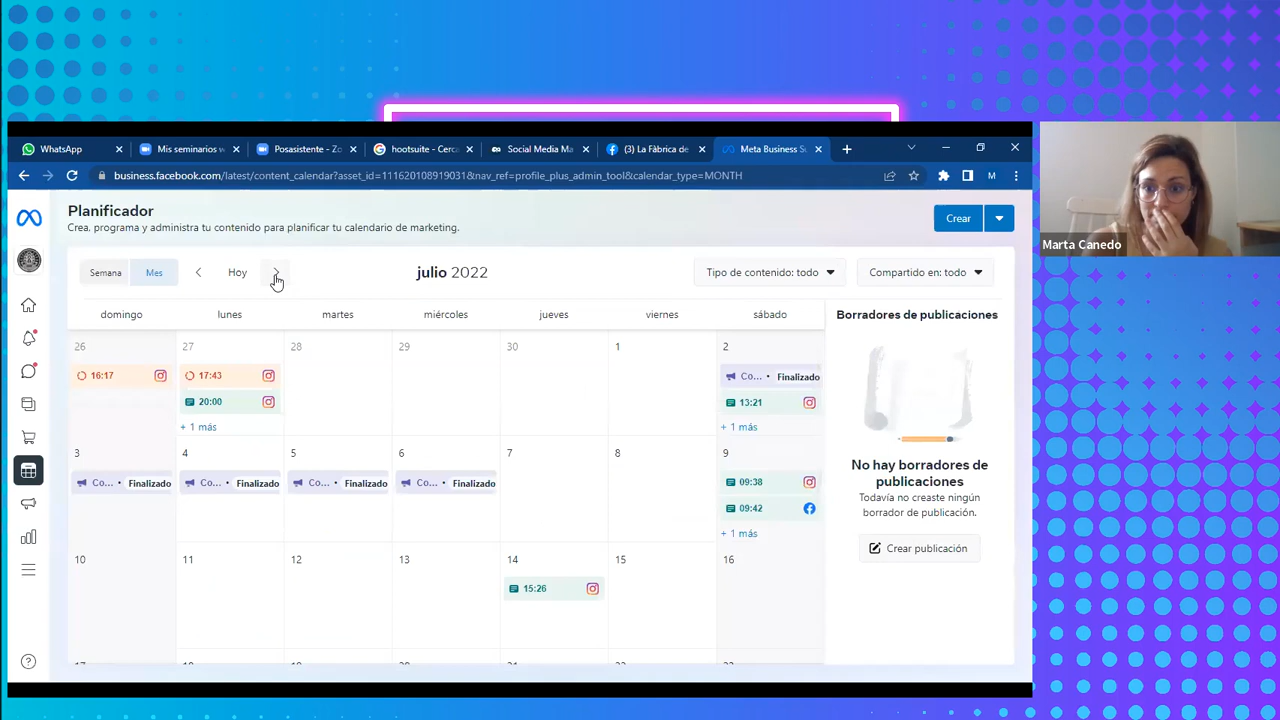 WhatsApp
Mis seminarios w
Posasistente - Zo
hootsuite - Cerca
Social Media Ma
(3) La Fàbrica de
Meta Business Su
business.facebook.com/latest/content_calendar?asset_id=111620108919031&nav_ref=profile_plus_admin_tool&calendar_type=MONTH
M
Marta Canedo
Planificador
Crea, programa y administra tu contenido para planificar tu calendario de marketing.
Crear
Semana
Mes
Hoy
julio 2022
Tipo de contenido: todo
Compartido en: todo
domingo
lunes
martes
miércoles
jueves
viernes
sábado
Borradores de publicaciones
26
27
28
29
30
1
2
16:17
17:43
Co... • Finalizado
20:00
13:21
+ 1 más
+ 1 más
3
4
5
6
7
8
9
Co... • Finalizado
Co... • Finalizado
Co... • Finalizado
Co... • Finalizado
09:38
09:42
+ 1 más
No hay borradores de
publicaciones
Todavía no creaste ningún
borrador de publicación.
Crear publicación
10
11
12
13
14
15
16
15:26